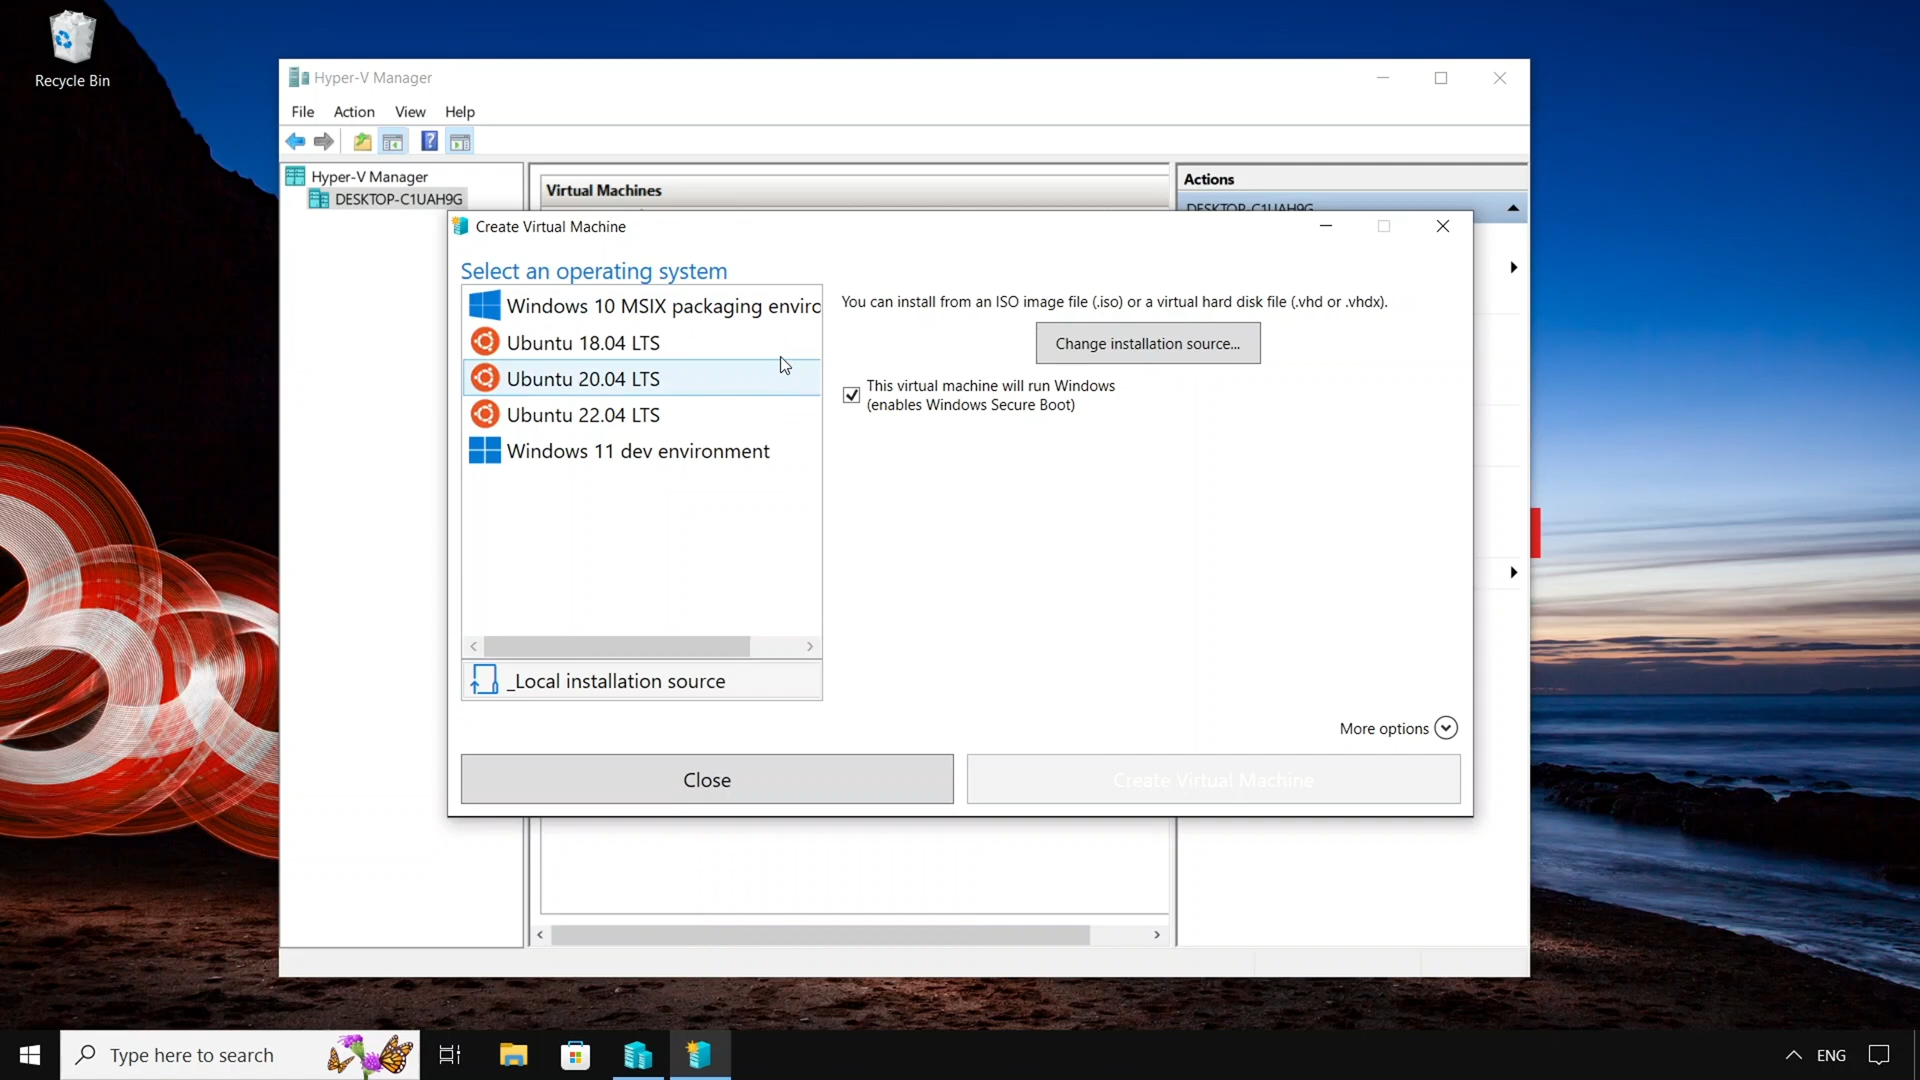 Recycle Bin
Hyper-V Manager
File Action View Help
Hyper-V Manager
DESKTOP-C1UAH9G
Virtual Machines
Actions
DESKTOP-C1UAH9G
Create Virtual Machine
Select an operating system
Windows 10 MSIX packaging enviro
Ubuntu 18.04 LTS
Ubuntu 20.04 LTS
Ubuntu 22.04 LTS
Windows 11 dev environment
_Local installation source
You can install from an ISO image file (.iso) or a virtual hard disk file (.vhd or .vhdx).
Change installation source...
This virtual machine will run Windows
(enables Windows Secure Boot)
More options
Close
Create Virtual Machine
Type here to search
ENG